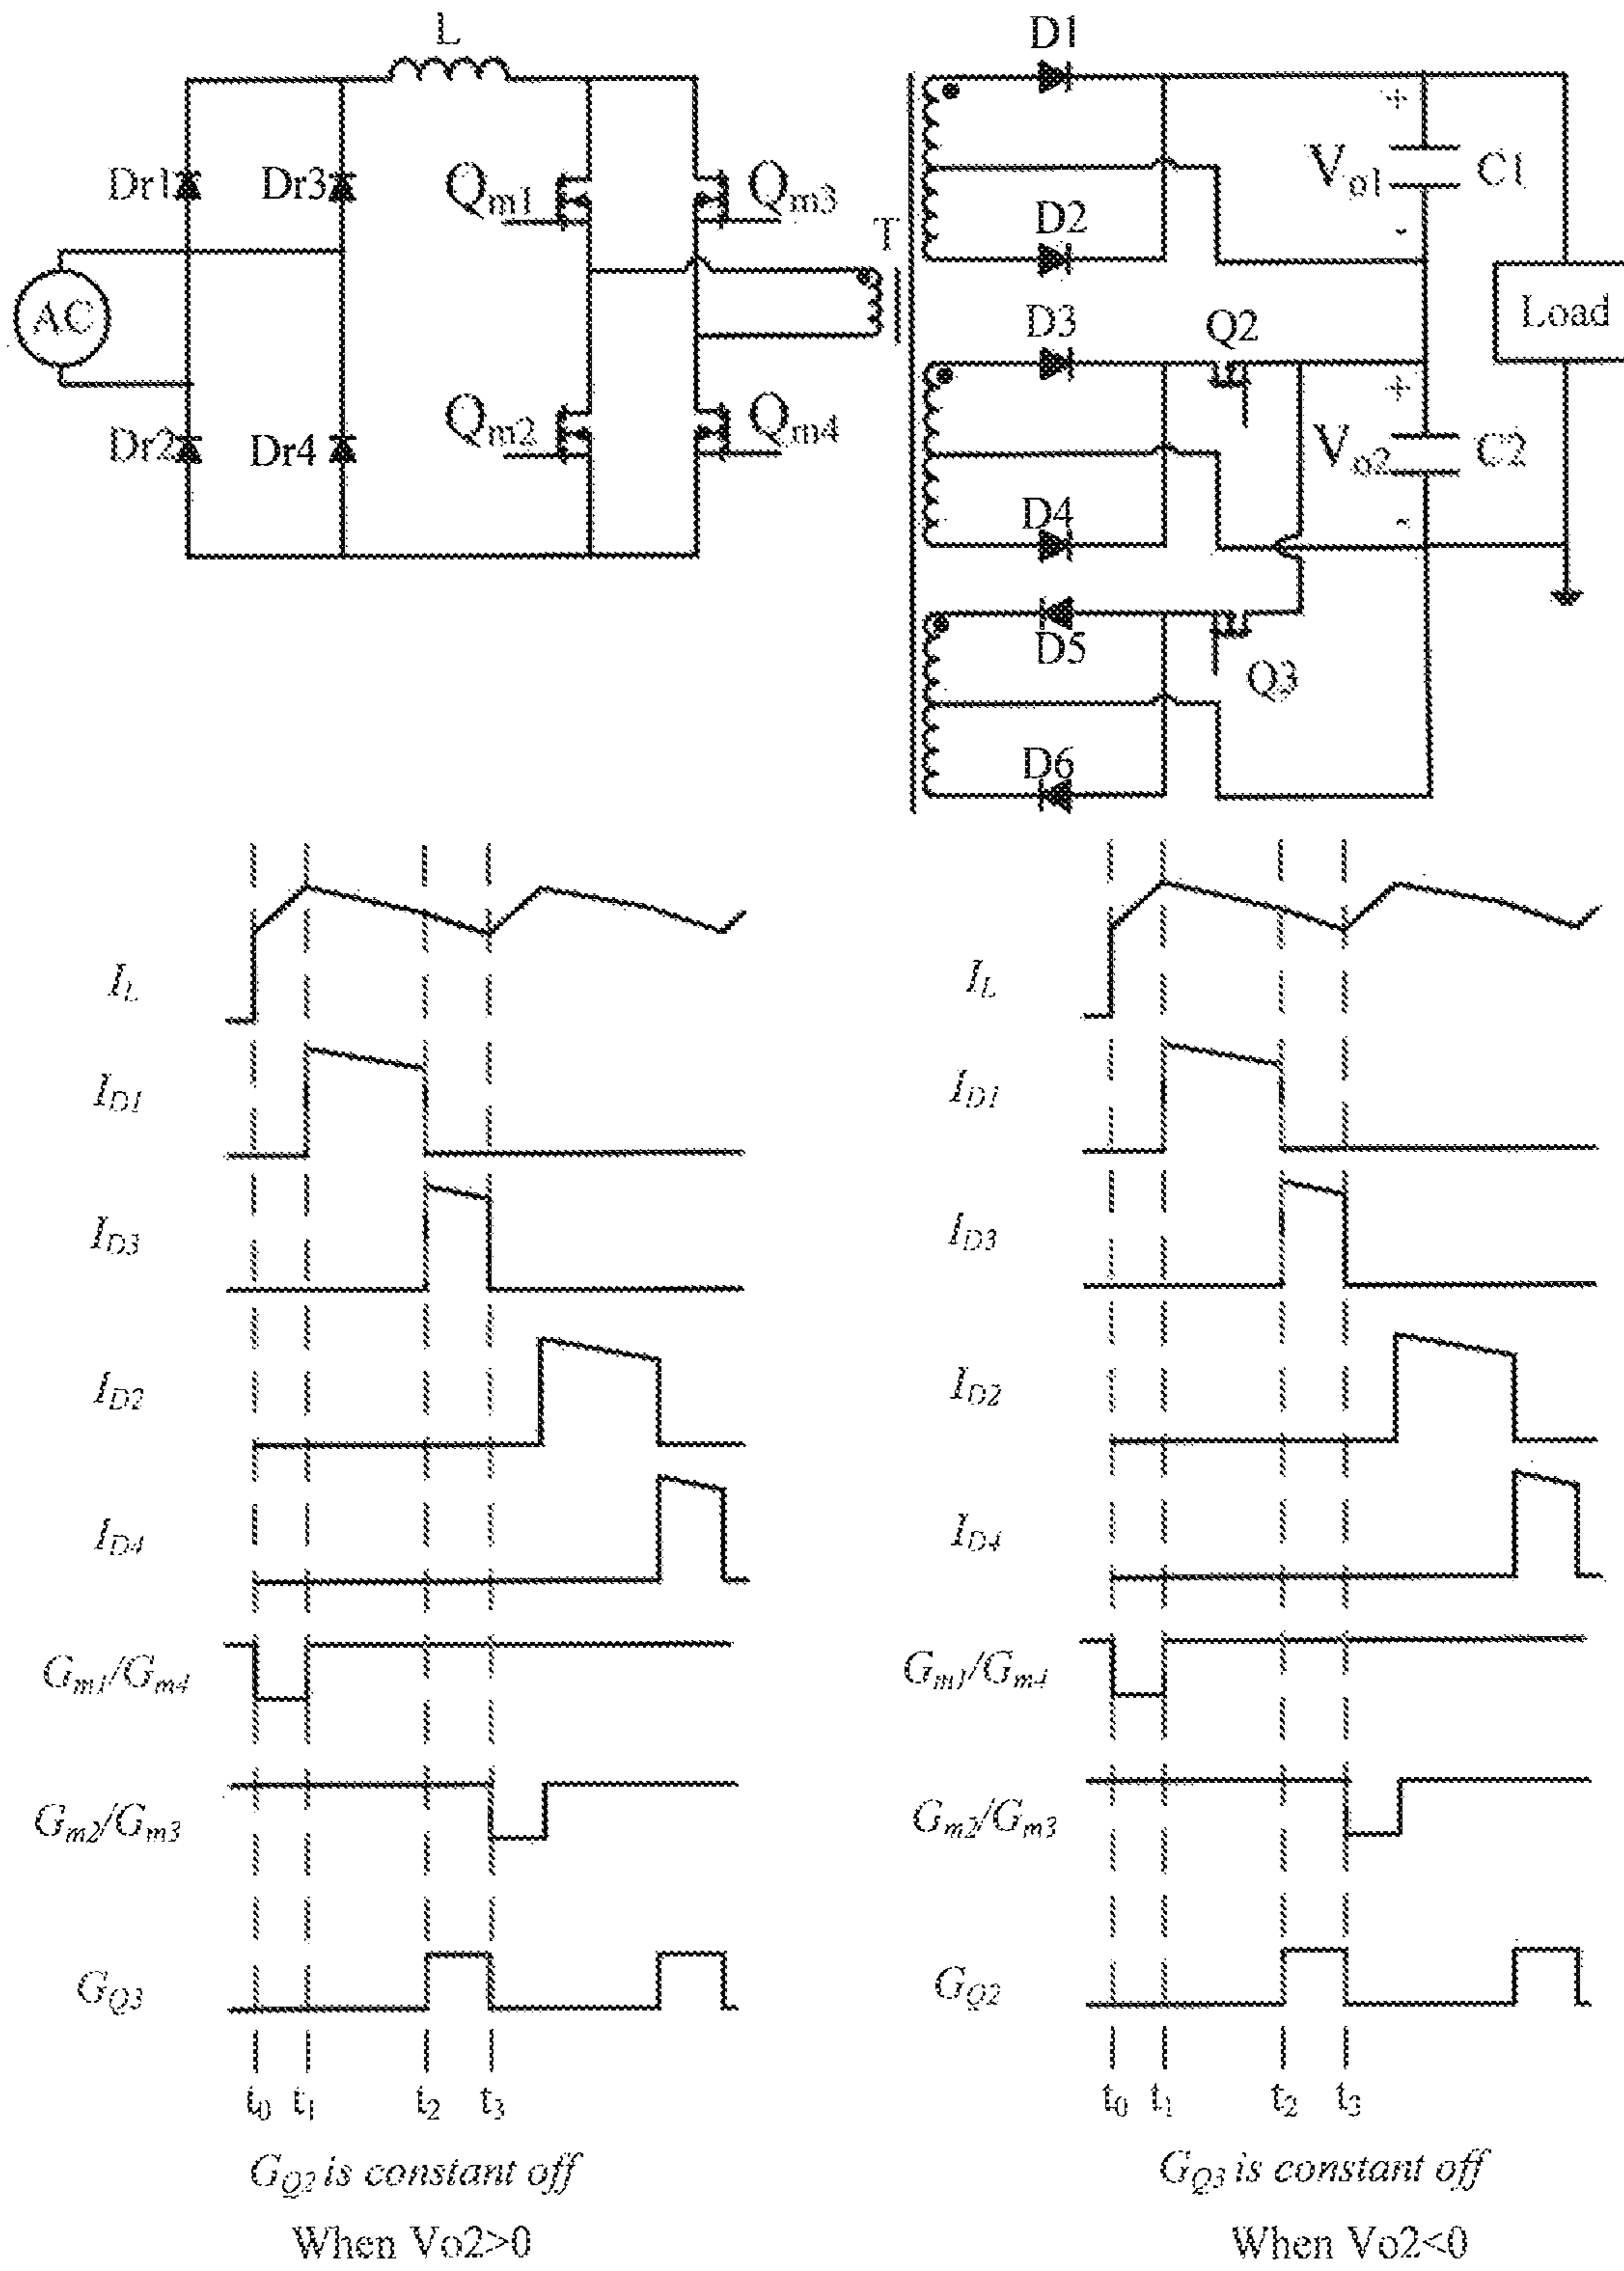 L
D1
Dr1
Dr3
Qm1
Qm3
Vo1
+
-
C1
T
D2
AC
D3
Q2
Load
Dr2
Dr4
Qm2
Qm4
+
Vo2
-
C2
D4
D5
Q3
D6
IL
IL
ID1
ID1
ID3
ID3
ID2
ID2
ID4
ID4
Gm1/Gm4
Gm1/Gm4
Gm2/Gm3
Gm2/Gm3
GQ3
GQ2
t0 t1 t2 t3
t0 t1 t2 t3
GQ2 is constant off
GQ3 is constant off
When Vo2>0
When Vo2<0